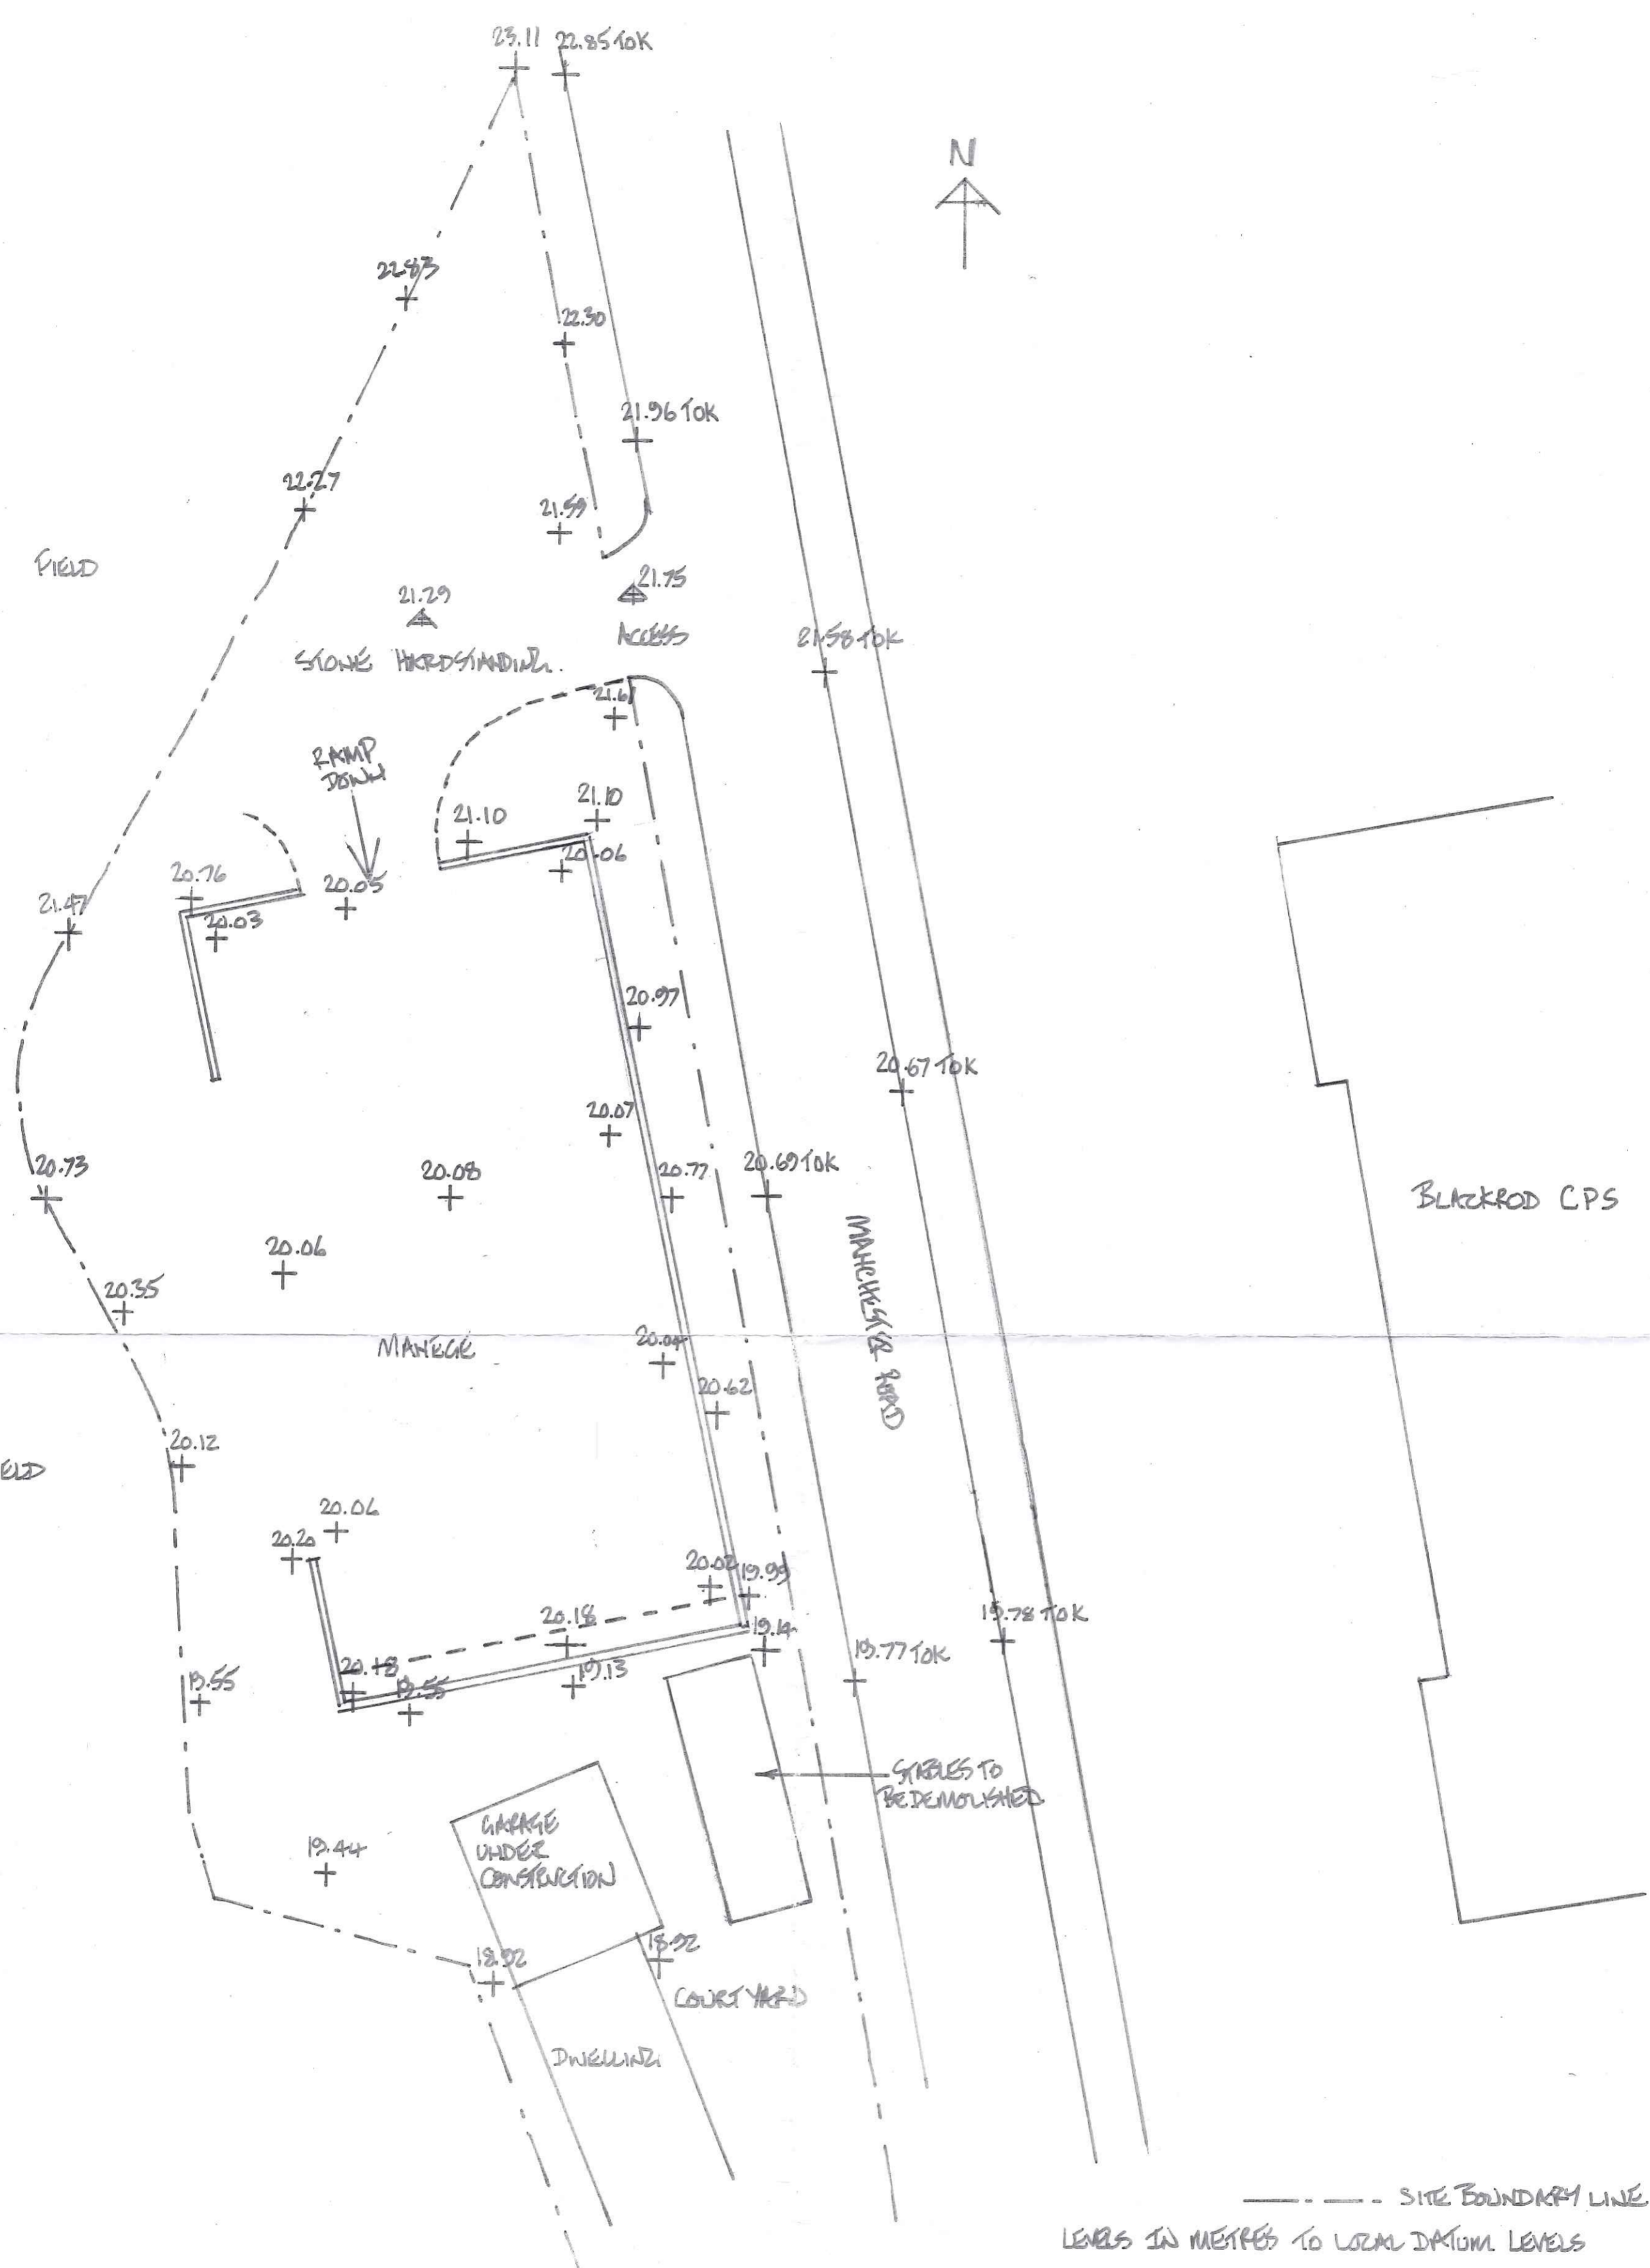 23.11
22.85 TOK
N
22.83
22.30
21.96 TOK
22.27
21.59
FIELD
21.75
21.29
ACCESS
21.58 TOK
STONE HARDSTANDING.
21.6
RAMP
DOWN
21.10
21.10
20.06
20.76
20.05
21.47
20.03
20.97
20.67 TOK
20.07
20.73
20.08
20.77
20.69 TOK
BLACKROD CPS
MANCHESTER ROAD
20.06
20.35
MANEGE
20.04
20.62
20.12
ELD
20.06
20.20
20.02
19.99
20.18
19.14
19.78 TOK
19.77 TOK
20.18
19.13
19.55
19.55
STABLES TO
BE DEMOLISHED
GARAGE
UNDER
CONSTRUCTION
19.44
18.92
18.92
COURT YARD
DWELLING
SITE BOUNDARY LINE
LEVELS IN METRES TO LOCAL DATUM LEVELS